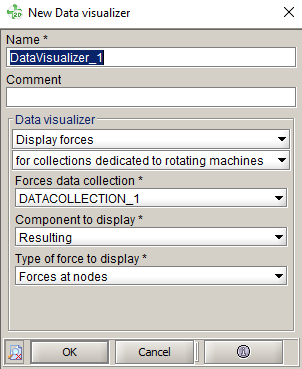 New Data visualizer
Name *
DataVisualizer_1
Comment
Data visualizer
Display forces
for collections dedicated to rotating machines
Forces data collection *
DATACOLLECTION_1
Component to display *
Resulting
Type of force to display *
Forces at nodes
OK Cancel